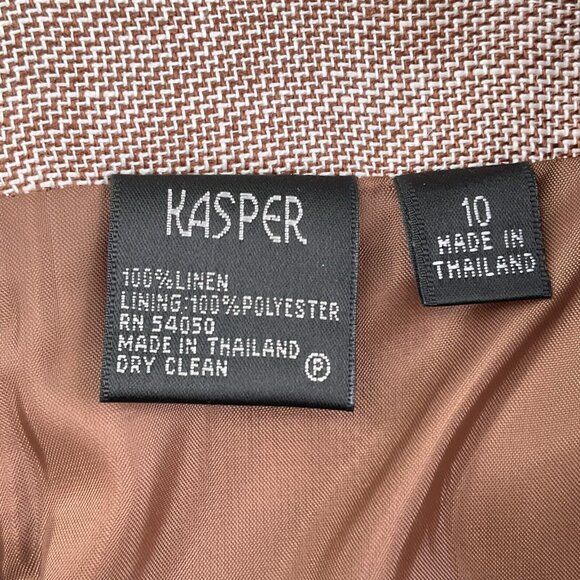 KASPER
100% LINEN
LINING: 100% POLYESTER
RN 54050
MADE IN THAILAND
DRY CLEAN P
10
MADE IN
THAILAND